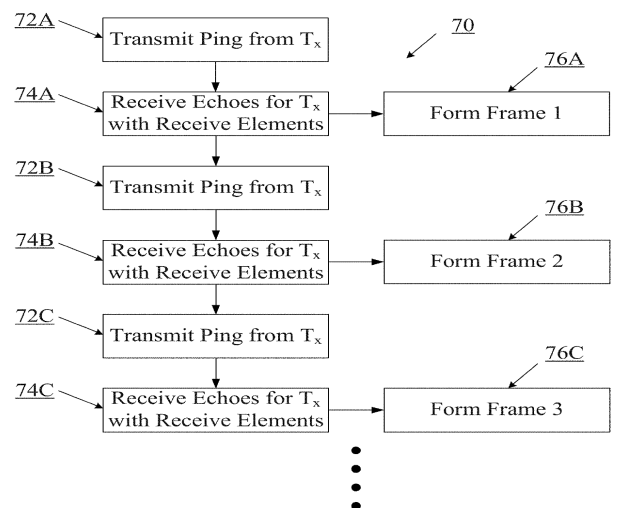 72A
Transmit Ping from Tx
70
76A
74A
Receive Echoes for Tx
with Receive Elements
Form Frame 1
72B
Transmit Ping from Tx
76B
74B
Receive Echoes for Tx
with Receive Elements
Form Frame 2
72C
Transmit Ping from Tx
76C
74C
Receive Echoes for Tx
with Receive Elements
Form Frame 3